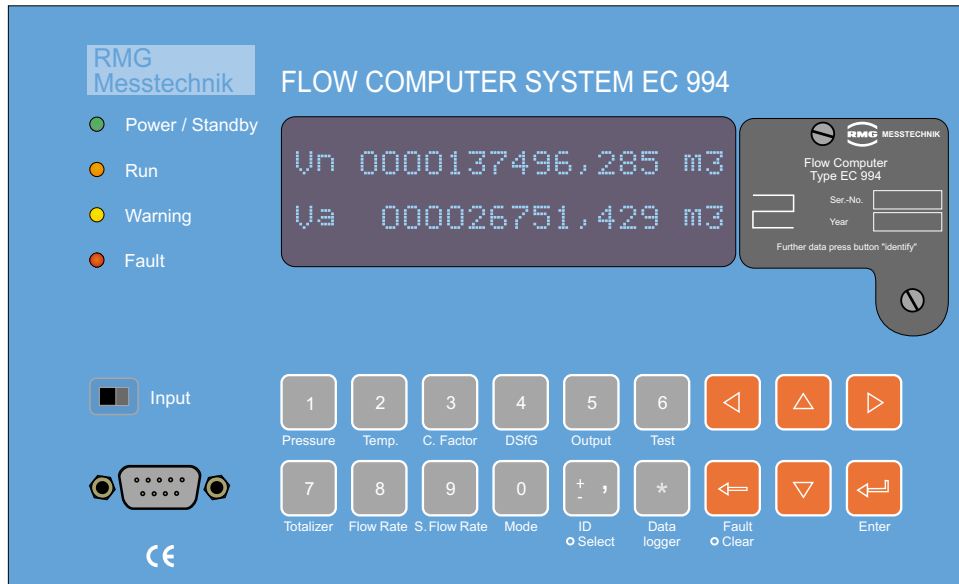 RMG
Messtechnik
FLOW COMPUTER SYSTEM EC 994
Power / Standby
Run
Warning
Fault
Vn 0000137496,285 m3
Va 000026751,429 m3
RMG MESSTECHNIK
Flow Computer
Type EC 994
Ser.-No.
Year
Further data press button "identify"
Input
1 2 3 4 5 6
Pressure Temp. C. Factor DSfG Output Test
7 8 9 0 + - , *
Totalizer Flow Rate S. Flow Rate Mode ID Data Fault Enter
Select logger Clear
CE